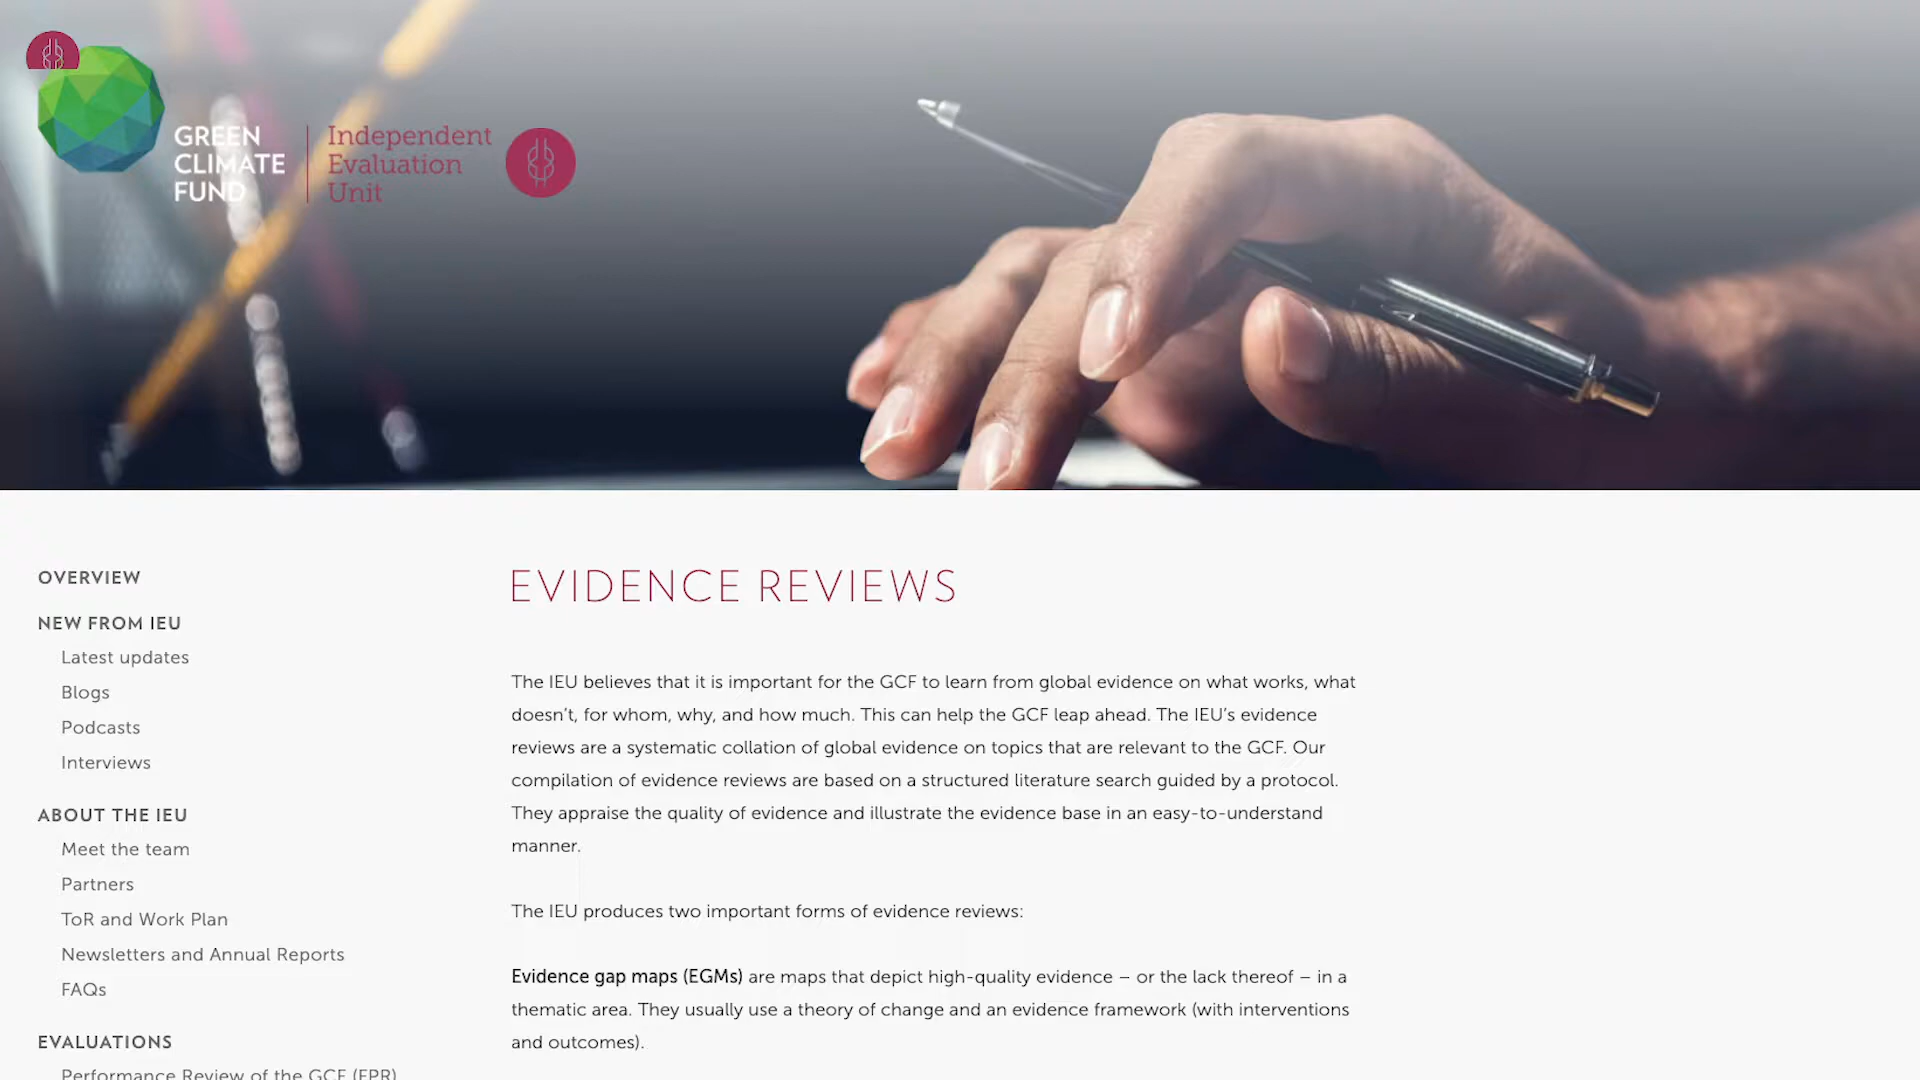 GREEN
CLIMATE
FUND
Independent
Evaluation
Unit
OVERVIEW
NEW FROM IEU
Latest updates
Blogs
Podcasts
Interviews
ABOUT THE IEU
Meet the team
Partners
ToR and Work Plan
Newsletters and Annual Reports
FAQs
EVALUATIONS
Performance Review of the GCF (FPR)
EVIDENCE REVIEWS
The IEU believes that it is important for the GCF to learn from global evidence on what works, what
doesn’t, for whom, why, and how much. This can help the GCF leap ahead. The IEU’s evidence
reviews are a systematic collation of global evidence on topics that are relevant to the GCF. Our
compilation of evidence reviews are based on a structured literature search guided by a protocol.
They appraise the quality of evidence and illustrate the evidence base in an easy-to-understand
manner.
The IEU produces two important forms of evidence reviews:
Evidence gap maps (EGMs) are maps that depict high-quality evidence – or the lack thereof – in a
thematic area. They usually use a theory of change and an evidence framework (with interventions
and outcomes).